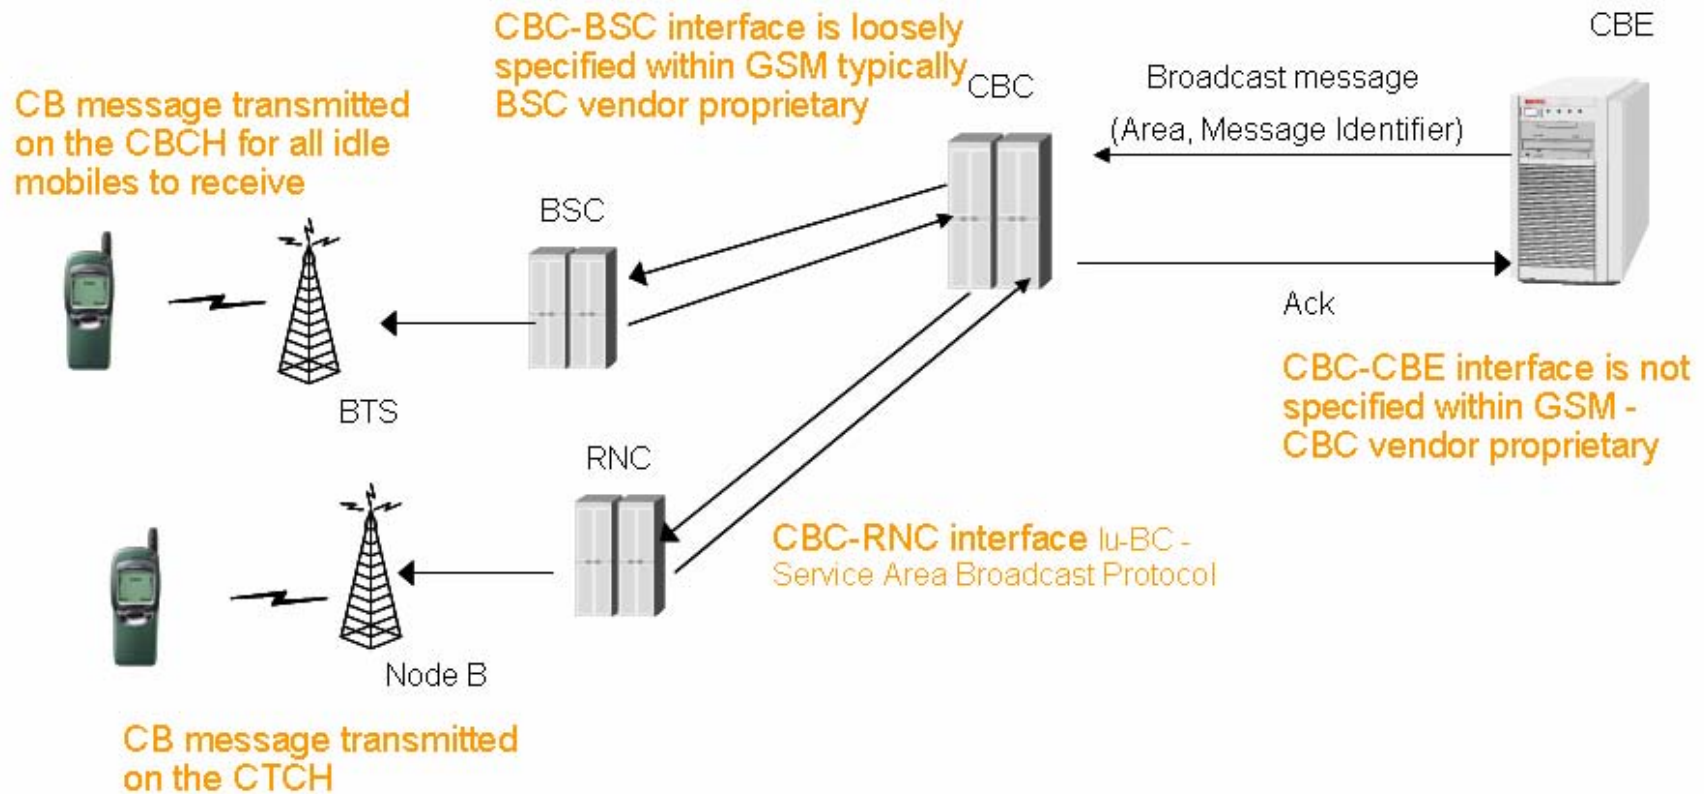 CBC-BSC interface is loosely
specified within GSM typically
BSC vendor proprietary
CBE
CBC
Broadcast message
(Area, Message Identifier)
CB message transmitted
on the CBCH for all idle
mobiles to receive
BSC
Ack
BTS
CBC-CBE interface is not
specified within GSM -
CBC vendor proprietary
RNC
CBC-RNC interface Iu-BC -
Service Area Broadcast Protocol
Node B
CB message transmitted
on the CTCH